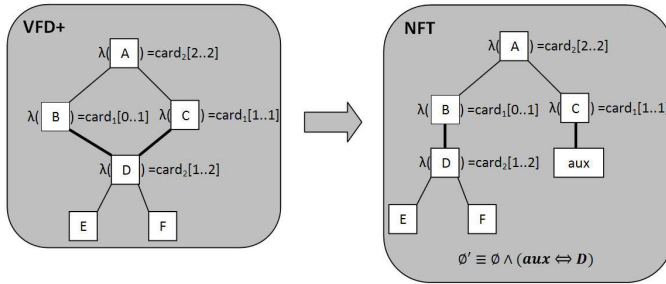 VFD+
λ( A ) =card₂[2..2]
λ( B ) =card₁[0..1] λ( C ) =card₁[1..1]
λ( D ) =card₂[1..2]
E F
NFT
λ( A ) =card₂[2..2]
λ( B ) =card₁[0..1] λ( C ) =card₁[1..1]
λ( D ) =card₂[1..2] aux
E F
∅′ ≡ ∅ ∧ (aux ⇔ D)